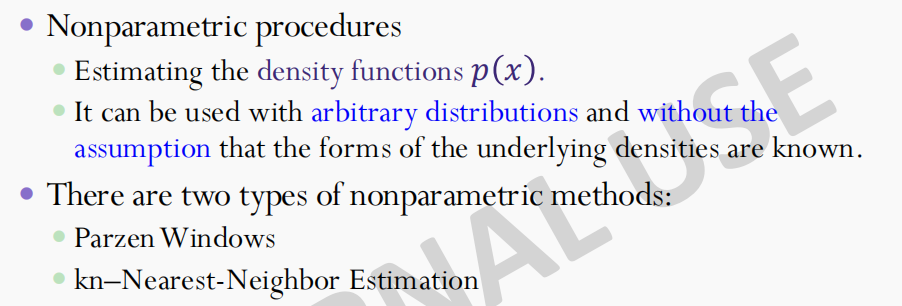 Nonparametric procedures
Estimating the density functions p(x).
It can be used with arbitrary distributions and without the
assumption that the forms of the underlying densities are known.
There are two types of nonparametric methods:
Parzen Windows
kn–Nearest-Neighbor Estimation
RNAL USE